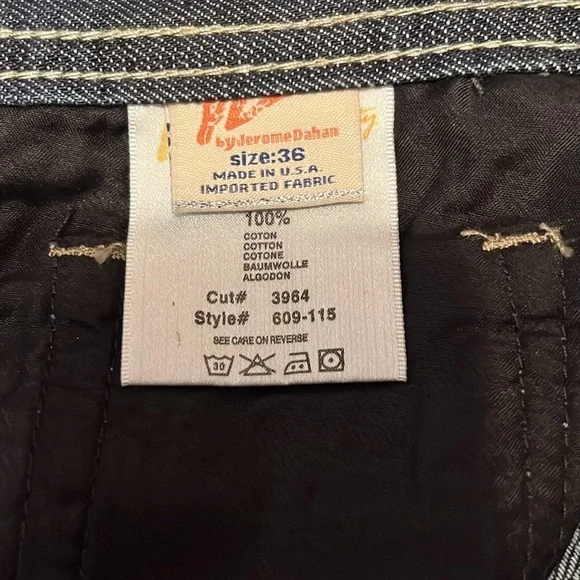 by Jerome Dahan
size:36
MADE IN U.S.A.
IMPORTED FABRIC
100%
COTON
COTTON
COTONE
BAUMWOLLE
ALGODON
Cut# 3964
Style# 609-115
SEE CARE ON REVERSE
30